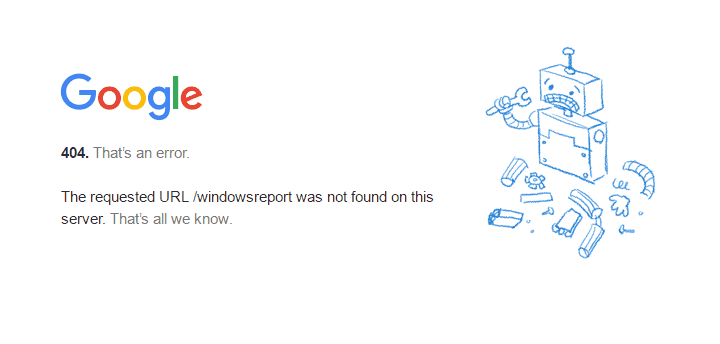 Google
404. That's an error.
The requested URL /windowsreport was not found on this
server. That's all we know.